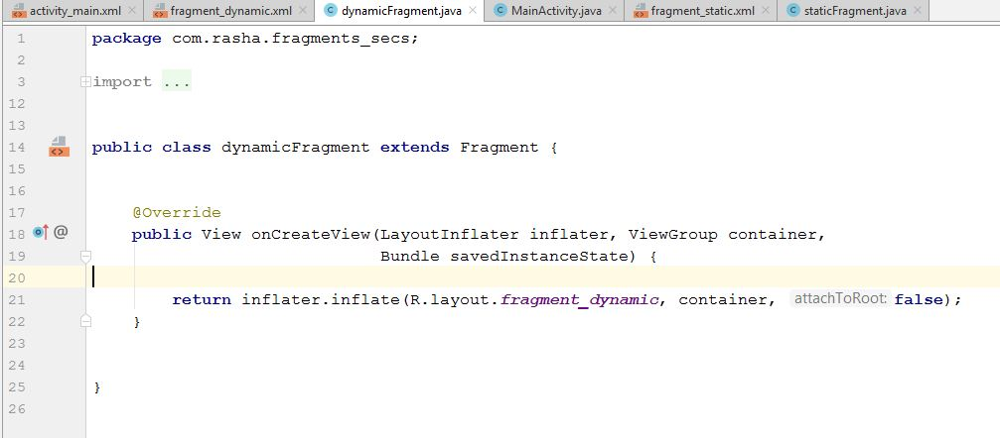 activity_main.xml × fragment_dynamic.xml × dynamicFragment.java × MainActivity.java × fragment_static.xml × staticFragment.java ×
1 package com.rasha.fragments_secs;
2
3 import ...
12
13
14 public class dynamicFragment extends Fragment {
15
16
17 @Override
18 @ public View onCreateView(LayoutInflater inflater, ViewGroup container,
19 Bundle savedInstanceState) {
20
21 return inflater.inflate(R.layout.fragment_dynamic, container, attachToRoot: false);
22 }
23
24
25 }
26